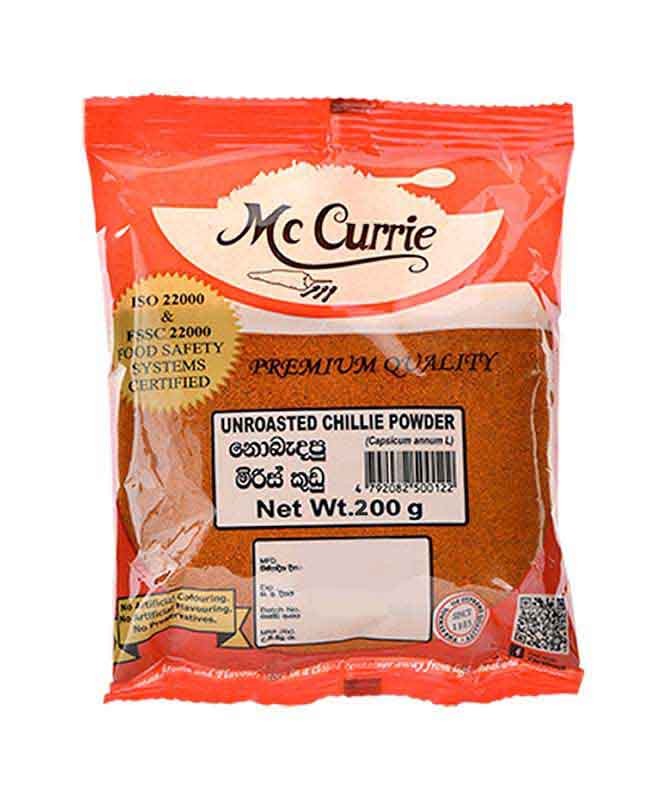 Mc Currie
ISO 22000
&
FSSC 22000
FOOD SAFETY
SYSTEMS
CERTIFIED
PREMIUM QUALITY
UNROASTED CHILLIE POWDER
(Capsicum annum L)
නොබැදපු
මිරිස් කුඩු
4 792082 500122
Net Wt.200 g
MFD
Exp
Batch No.
No Artificial Colouring.
No Artificial Flavouring.
No Preservatives.
SINCE